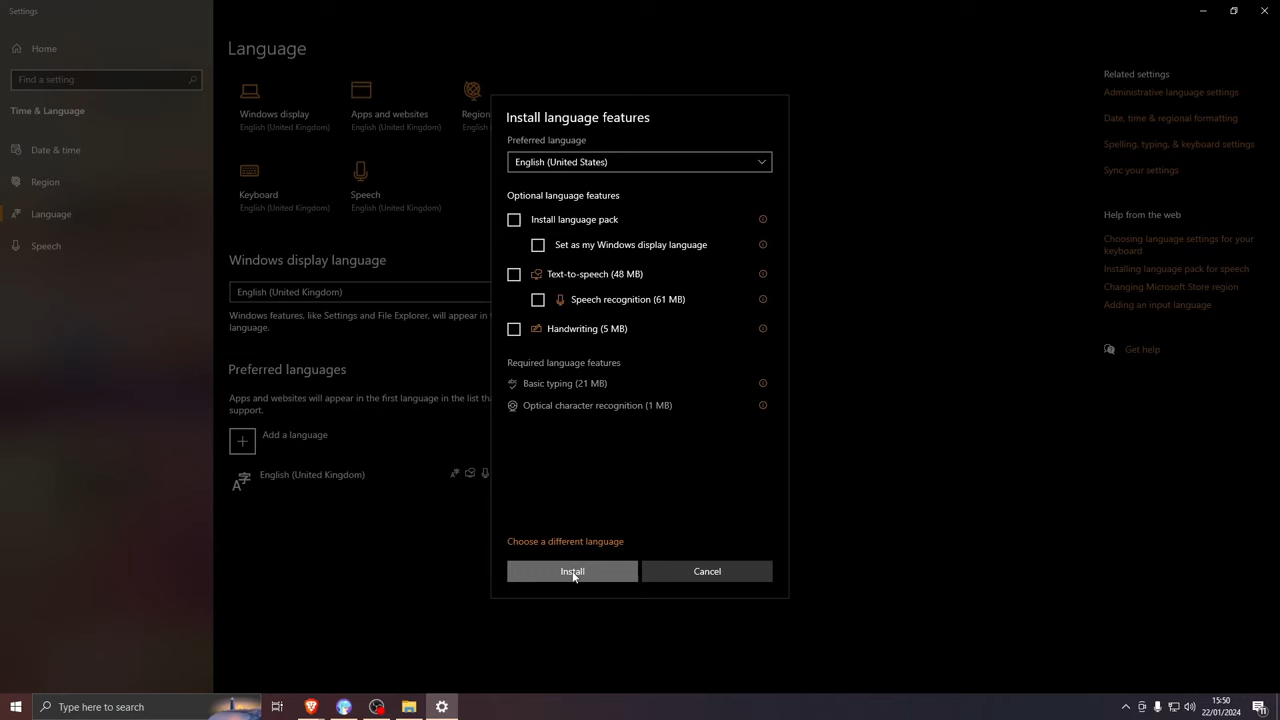 Settings
Home
Find a setting
Time & Language
Date & time
Region
Language
Speech
Language
Windows display
English (United Kingdom)
Apps and websites
English (United Kingdom)
Region
English
Keyboard
English (United Kingdom)
Speech
English (United Kingdom)
Windows display language
English (United Kingdom)
Windows features, like Settings and File Explorer, will appear in
language.
Preferred languages
Apps and websites will appear in the first language in the list
support.
Add a language
English (United Kingdom)
Install language features
Preferred language
English (United States)
Optional language features
Install language pack
Set as my Windows display language
Text-to-speech (48 MB)
Speech recognition (61 MB)
Handwriting (5 MB)
Required language features
Basic typing (21 MB)
Optical character recognition (1 MB)
Choose a different language
Install
Cancel
Related settings
Administrative language settings
Date, time & regional formatting
Spelling, typing, & keyboard settings
Sync your settings
Help from the web
Choosing language settings for your
keyboard
Installing language pack for speech
Changing Microsoft Store region
Adding an input language
Get help
Type here to search
15:50
22/01/2024